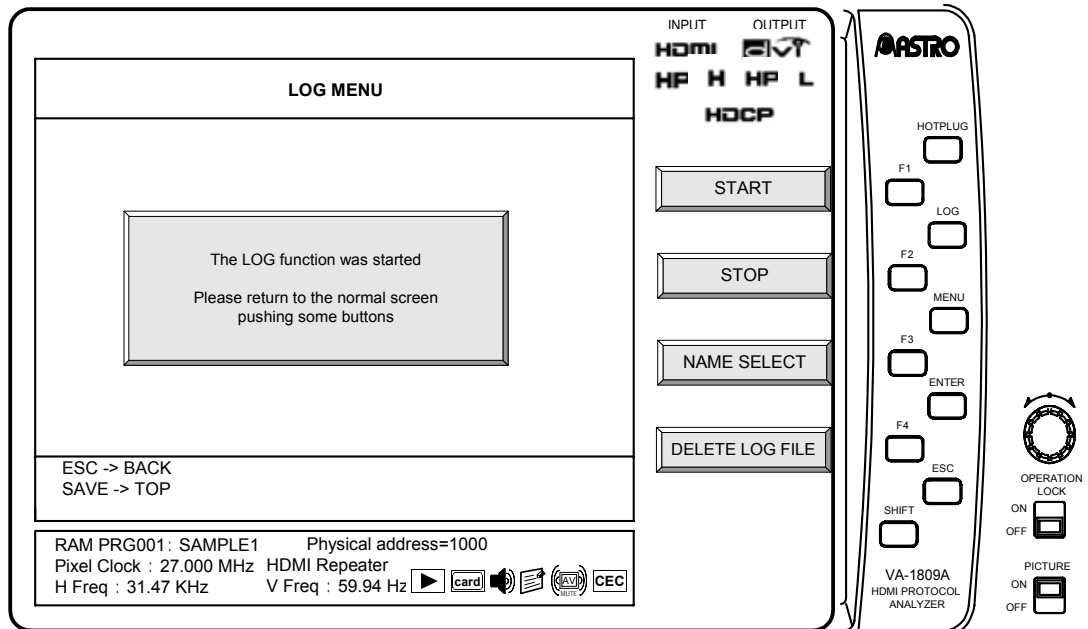 INPUT OUTPUT
HDMI DVI
HP H HP L
HDCP
LOG MENU
The LOG function was started
Please return to the normal screen
pushing some buttons
ESC -> BACK
SAVE -> TOP
START
STOP
NAME SELECT
DELETE LOG FILE
RAM PRG001: SAMPLE1 Physical address=1000
Pixel Clock : 27.000 MHz HDMI Repeater
H Freq : 31.47 KHz V Freq : 59.94 Hz card AV MUTE CEC
ASTRO
HOTPLUG
F1
LOG
F2
MENU
F3
ENTER
F4
ESC
SHIFT
VA-1809A
HDMI PROTOCOL
ANALYZER
OPERATION
LOCK
ON
OFF
PICTURE
ON
OFF